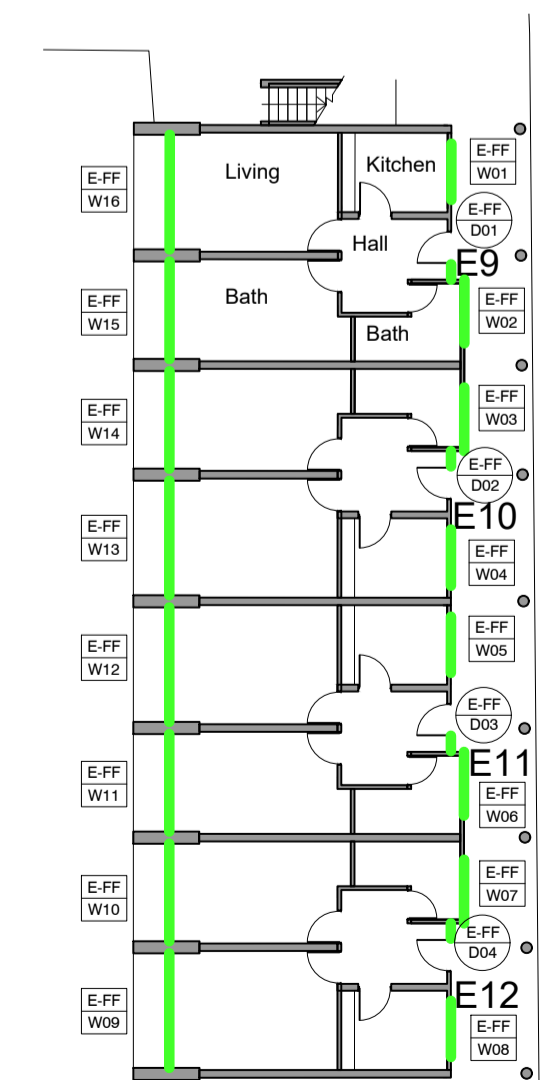 Living
Kitchen
E-FF
W01
E-FF
W16
E-FF
D01
Hall
E9
Bath
E-FF
W15
E-FF
W02
Bath
E-FF
W03
E-FF
W14
E-FF
D02
E10
E-FF
W13
E-FF
W04
E-FF
W05
E-FF
W12
E-FF
D03
E11
E-FF
W11
E-FF
W06
E-FF
W07
E-FF
W10
E-FF
D04
E12
E-FF
W09
E-FF
W08